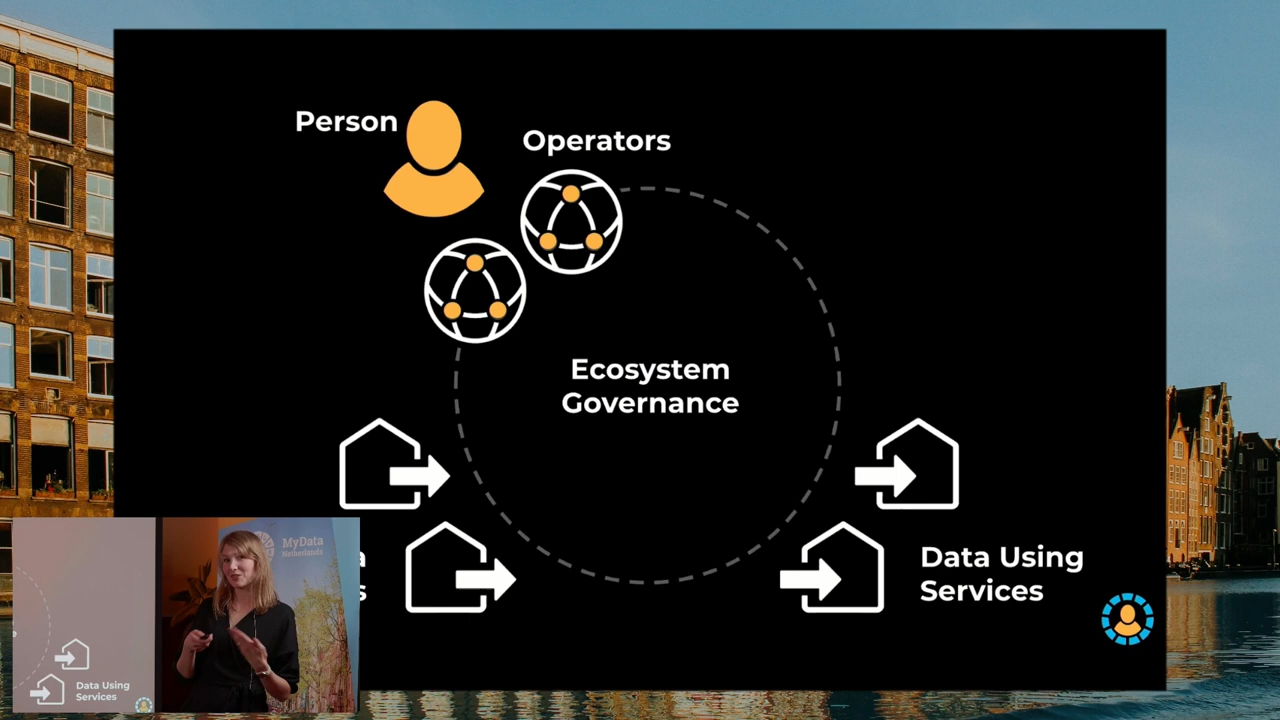 Person
Operators
Ecosystem
Governance
a
s
Data Using
Services
MyData
Netherlands
Data Using
Services